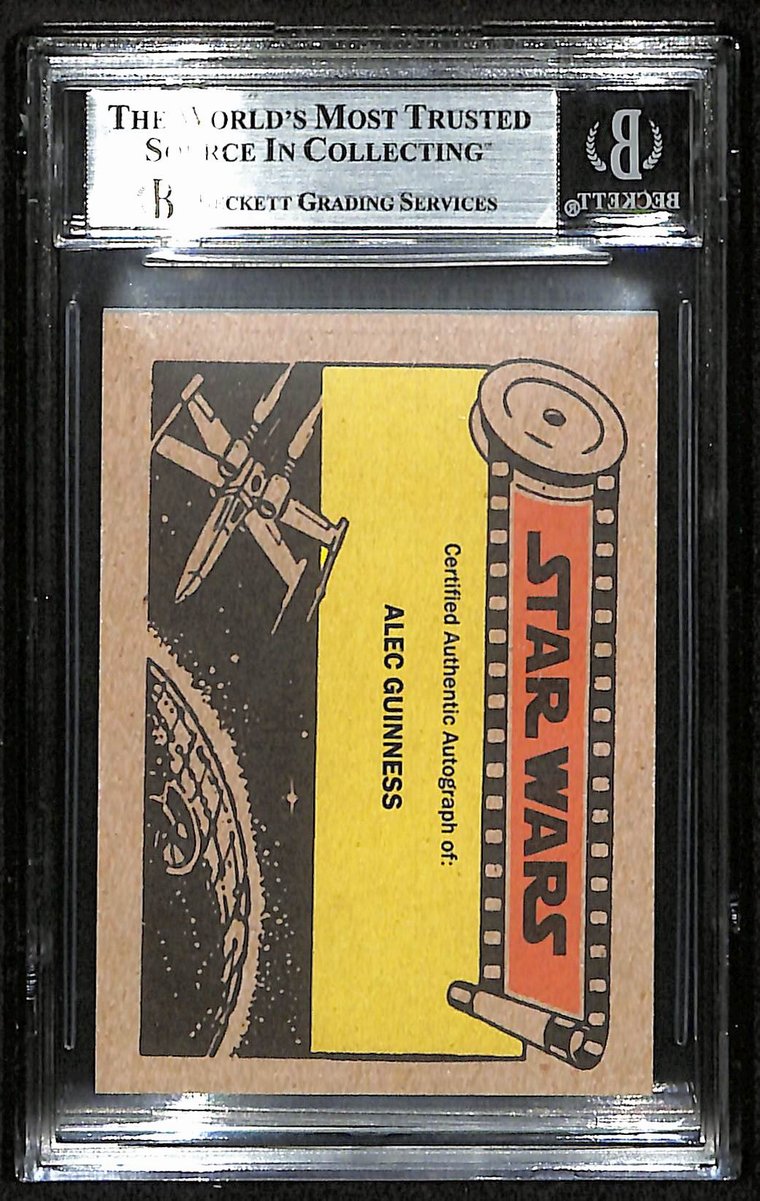 THE WORLD'S MOST TRUSTED
SOURCE IN COLLECTING™
BECKETT GRADING SERVICES
B
BECKETT®
STAR WARS
Certified Authentic Autograph of:
ALEC GUINNESS